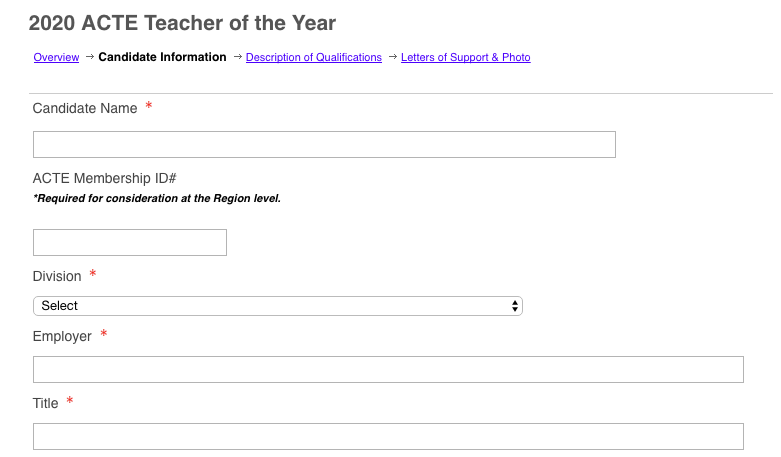 2020 ACTE Teacher of the Year
Overview → Candidate Information → Description of Qualifications → Letters of Support & Photo
Candidate Name *
ACTE Membership ID#
*Required for consideration at the Region level.
Division *
Select
Employer *
Title *